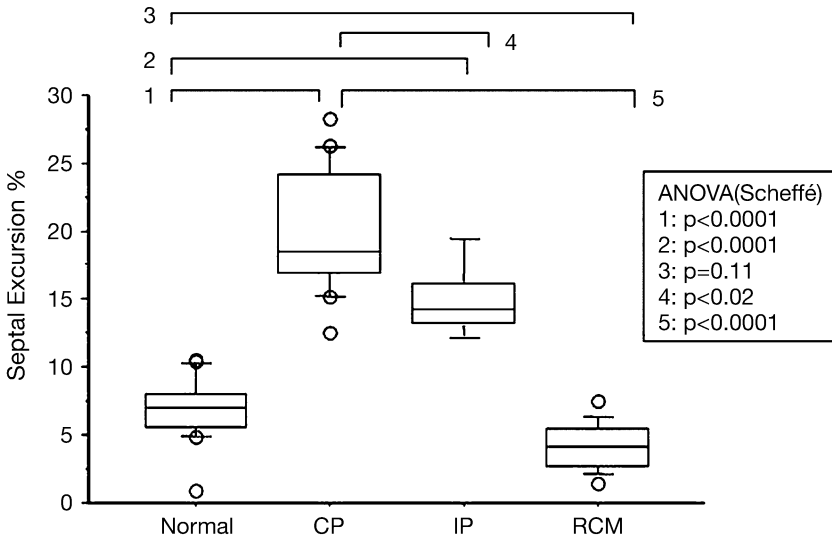 3
4
2
1
5
30
25
20
15
10
5
0
Septal Excursion %
Normal CP IP RCM
ANOVA(Scheffé)
1: p<0.0001
2: p<0.0001
3: p=0.11
4: p<0.02
5: p<0.0001